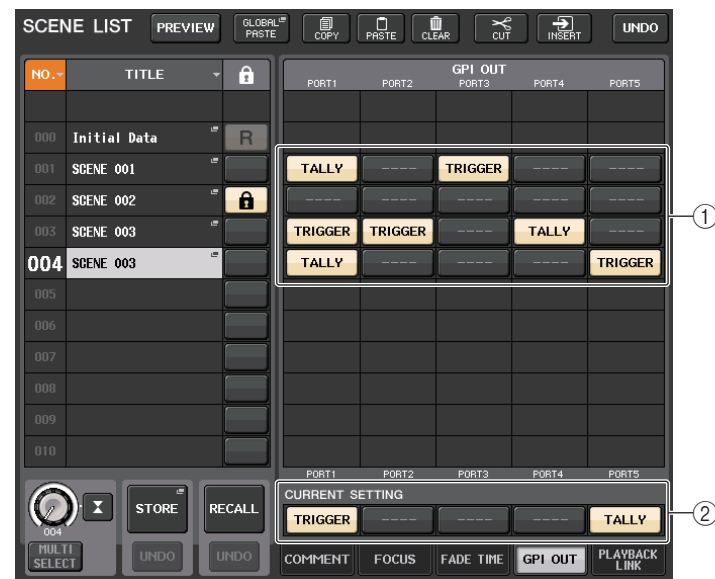 SCENE LIST PREVIEW GLOBAL PASTE COPY PASTE CLEAR CUT INSERT UNDO
NO. TITLE GPI OUT
PORT1 PORT2 PORT3 PORT4 PORT5
000 Initial Data R
001 SCENE 001 TALLY ---- TRIGGER ---- ----
002 SCENE 002 ---- ---- ---- ---- ----
003 SCENE 003 TRIGGER TRIGGER ---- TALLY ----
004 SCENE 003 TALLY ---- ---- ---- TRIGGER
005
006
007
008
009
010
1
PORT1 PORT2 PORT3 PORT4 PORT5
CURRENT SETTING
TRIGGER ---- ---- ---- TALLY
2
004 STORE RECALL
MULTI SELECT UNDO UNDO
COMMENT FOCUS FADE TIME GPI OUT PLAYBACK LINK